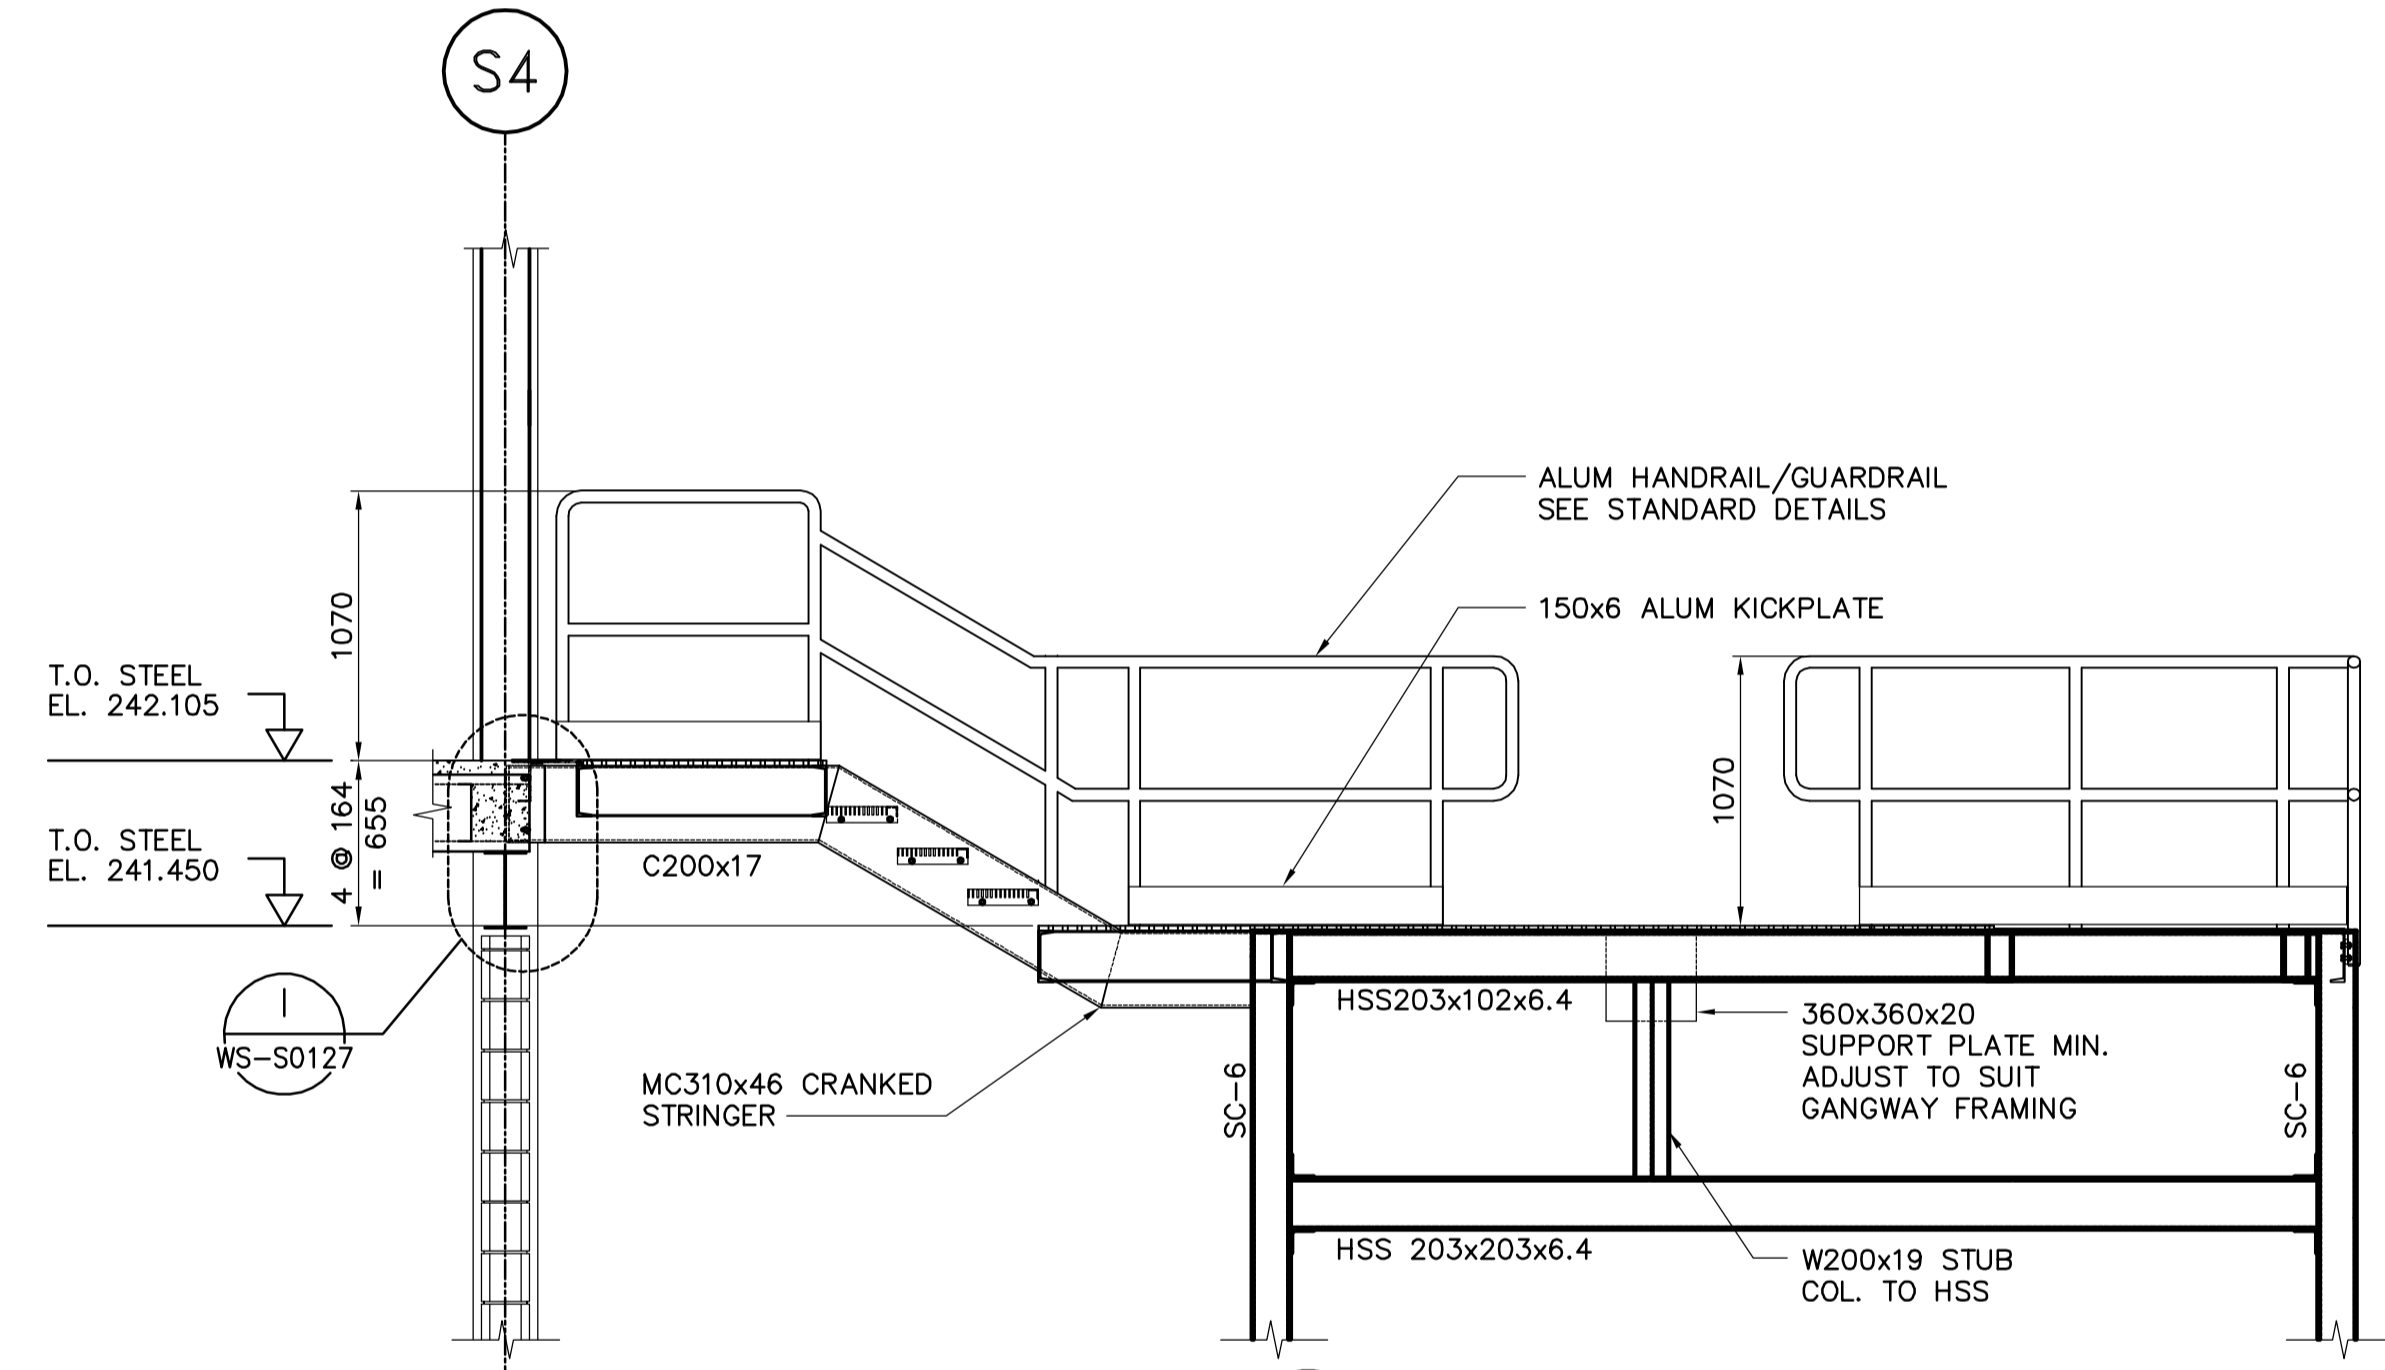 S4
ALUM HANDRAIL/GUARDRAIL
SEE STANDARD DETAILS
150x6 ALUM KICKPLATE
1070
T.O. STEEL
EL. 242.105
1070
T.O. STEEL
EL. 241.450
4 @ 164
= 655
C200x17
HSS203x102x6.4
360x360x20
SUPPORT PLATE MIN.
ADJUST TO SUIT
GANGWAY FRAMING
1
WS-S0127
MC310x46 CRANKED
STRINGER
SC-6
SC-6
HSS 203x203x6.4
W200x19 STUB
COL. TO HSS